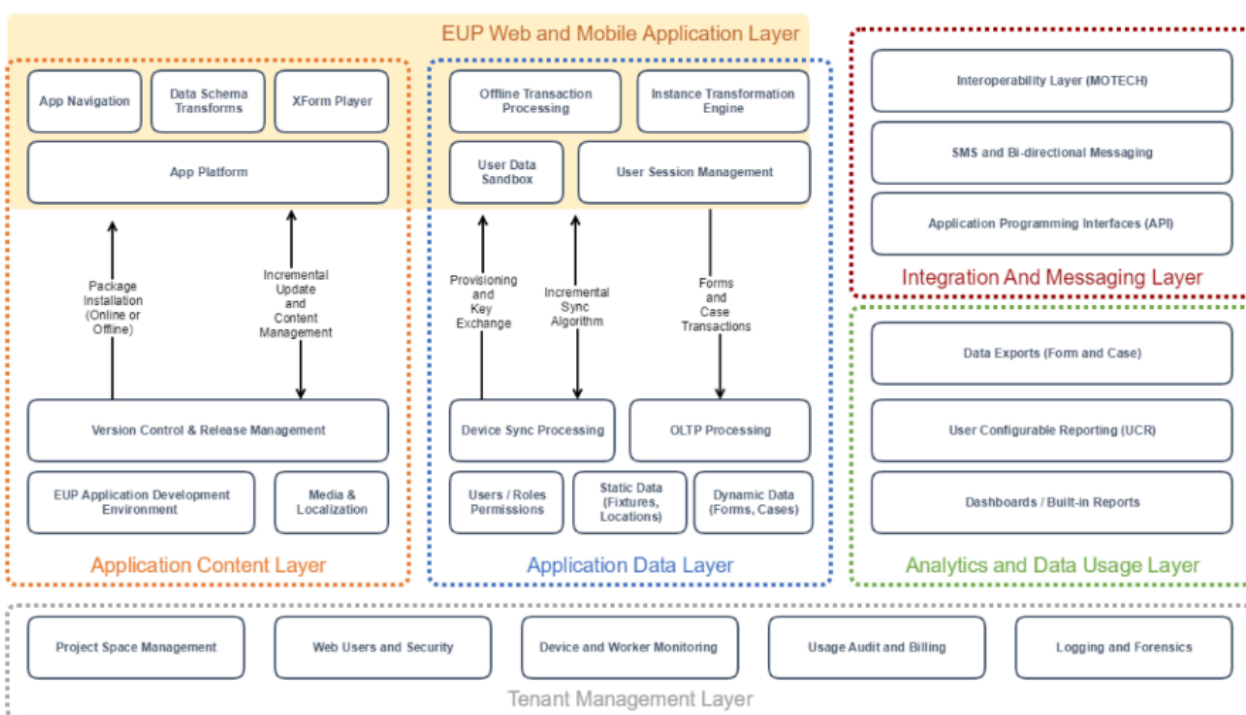 EUP Web and Mobile Application Layer
App Navigation
Data Schema
Transforms
XForm Player
App Platform
Package
Installation
(Online or
Offline)
Incremental
Update
and
Content
Management
Version Control & Release Management
EUP Application Development
Environment
Media &
Localization
Application Content Layer
Offline Transaction
Processing
Instance Transformation
Engine
User Data
Sandbox
User Session Management
Provisioning
and
Key
Exchange
Incremental
Sync
Algorithm
Forms
and
Case
Transactions
Device Sync Processing
OLTP Processing
Users / Roles
Permissions
Static Data
(Fixtures,
Locations)
Dynamic Data
(Forms, Cases)
Application Data Layer
Interoperability Layer (MOTECH)
SMS and Bi-directional Messaging
Application Programming Interfaces (API)
Integration And Messaging Layer
Data Exports (Form and Case)
User Configurable Reporting (UCR)
Dashboards / Built-in Reports
Analytics and Data Usage Layer
Project Space Management
Web Users and Security
Device and Worker Monitoring
Usage Audit and Billing
Logging and Forensics
Tenant Management Layer